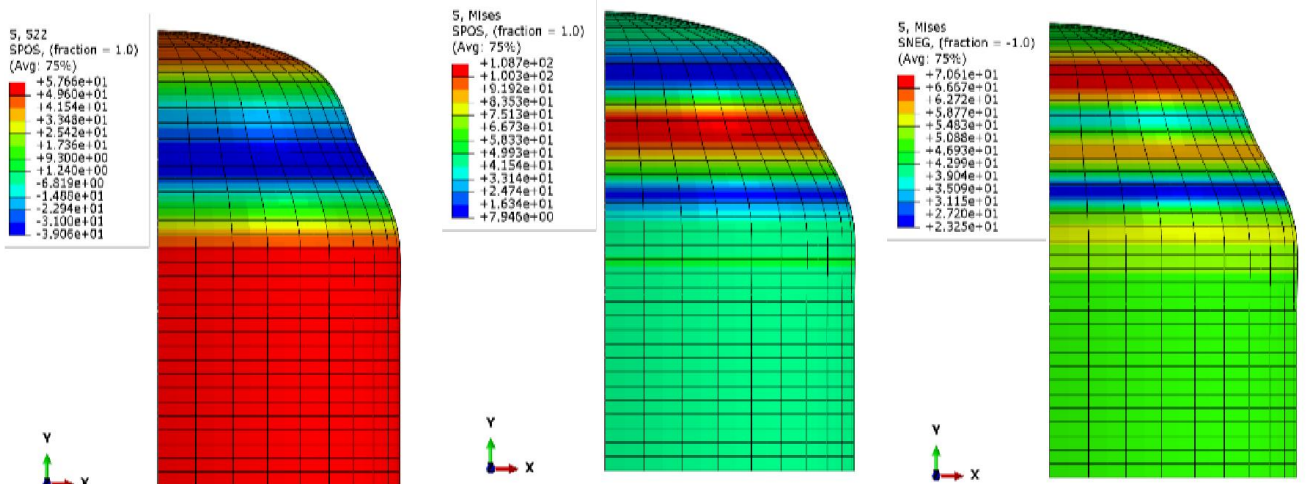 S, S22
SPOS, (fraction = 1.0)
(Avg: 75%)
+5.766e+01
+4.960e+01
+4.154e+01
+3.348e+01
+2.542e+01
+1.736e+01
+9.300e+00
+1.240e+00
-6.819e+00
-1.488e+01
-2.294e+01
-3.100e+01
-3.906e+01
Y
X
S, Mises
SPOS, (fraction = 1.0)
(Avg: 75%)
+1.087e+02
+1.003e+02
+9.192e+01
+8.353e+01
+7.513e+01
+6.673e+01
+5.833e+01
+4.993e+01
+4.154e+01
+3.314e+01
+2.474e+01
+1.634e+01
+7.946e+00
Y
X
S, Mises
SNEG, (fraction = -1.0)
(Avg: 75%)
+7.061e+01
+6.667e+01
+6.272e+01
+5.877e+01
+5.483e+01
+5.088e+01
+4.693e+01
+4.299e+01
+3.904e+01
+3.509e+01
+3.115e+01
+2.720e+01
+2.325e+01
Y
X